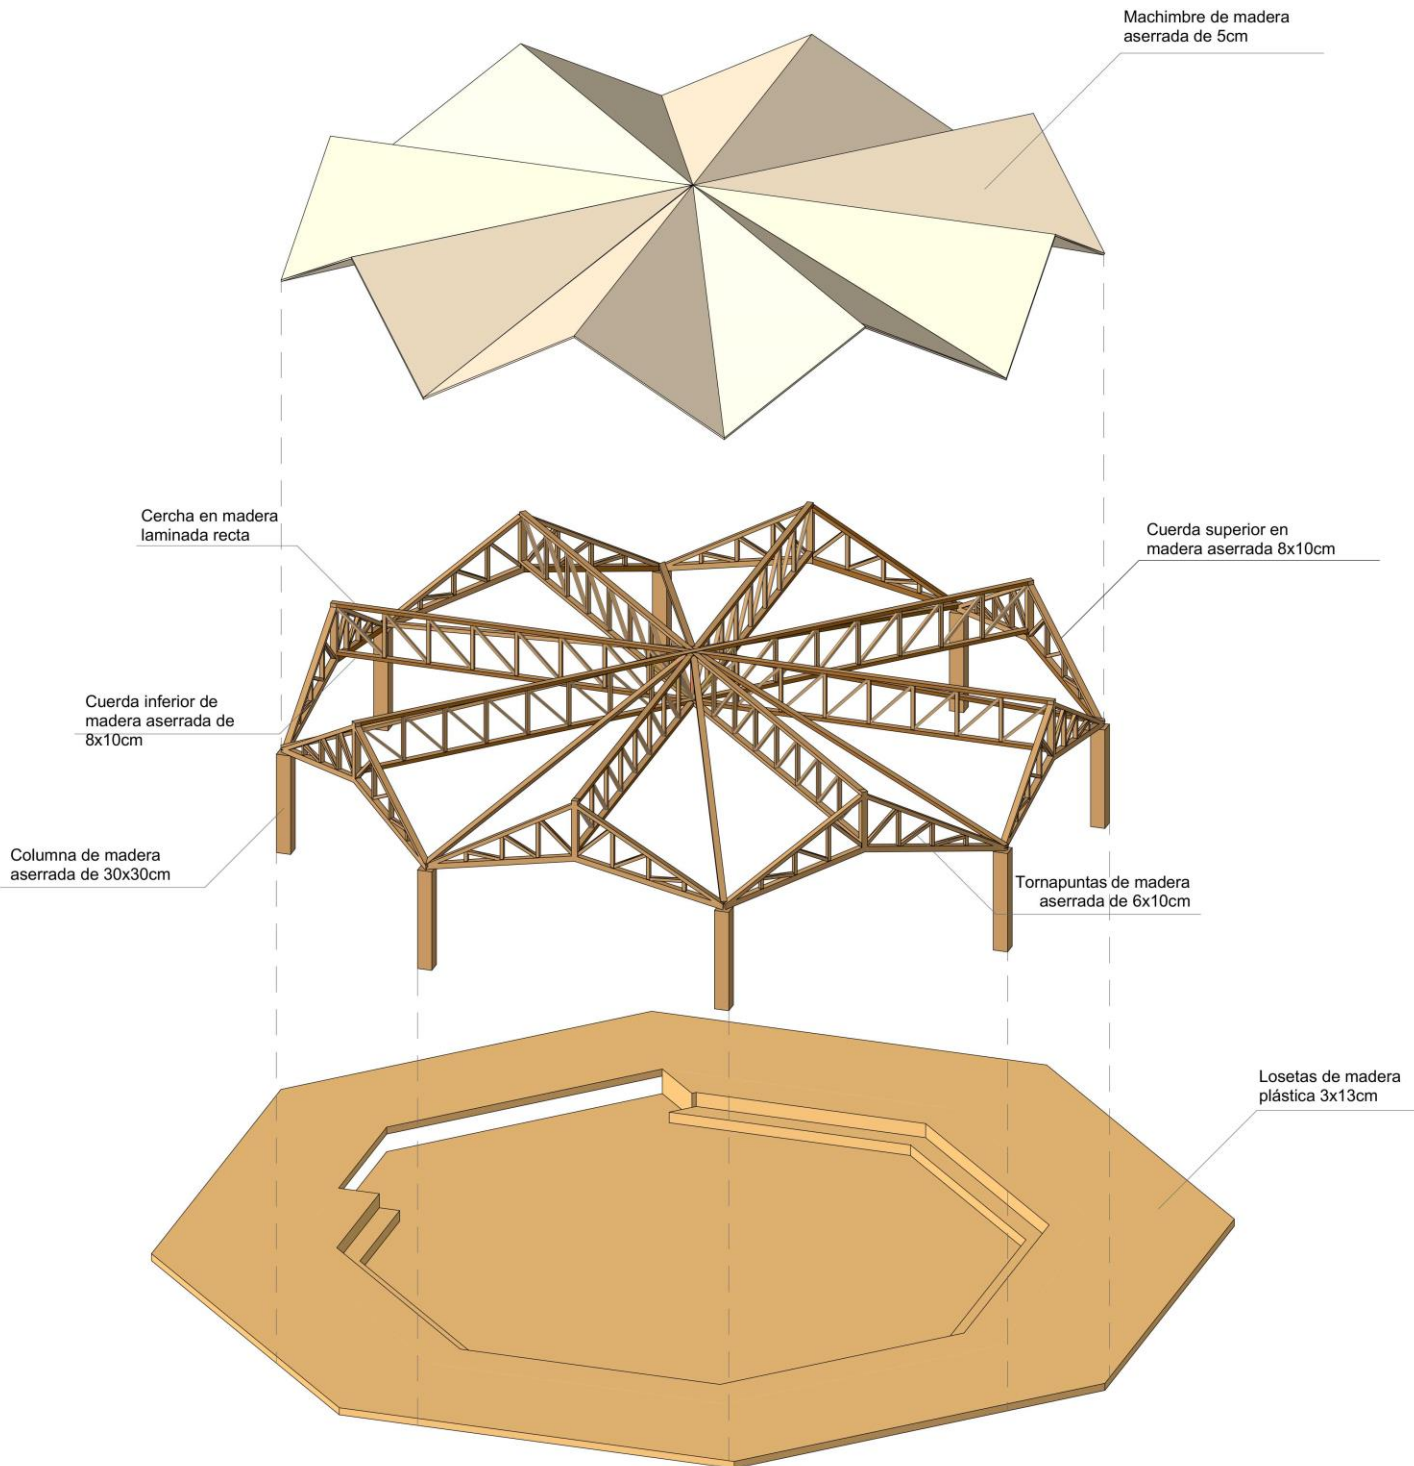 Machimbre de madera
aserrada de 5cm
Cercha en madera
laminada recta
Cuerda superior en
madera aserrada 8x10cm
Cuerda inferior de
madera aserrada de
8x10cm
Columna de madera
aserrada de 30x30cm
Tornapuntas de madera
aserrada de 6x10cm
Losetas de madera
plástica 3x13cm